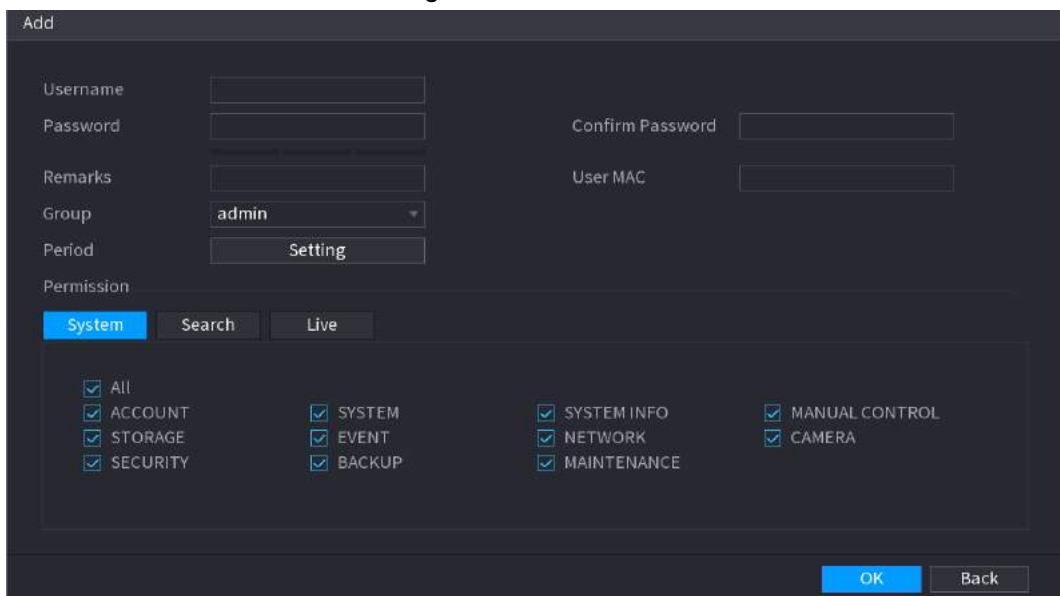 Add
Username
Password Confirm Password
Remarks User MAC
Group admin
Period Setting
Permission
System Search Live
All
ACCOUNT SYSTEM SYSTEM INFO MANUAL CONTROL
STORAGE EVENT NETWORK CAMERA
SECURITY BACKUP MAINTENANCE
OK Back